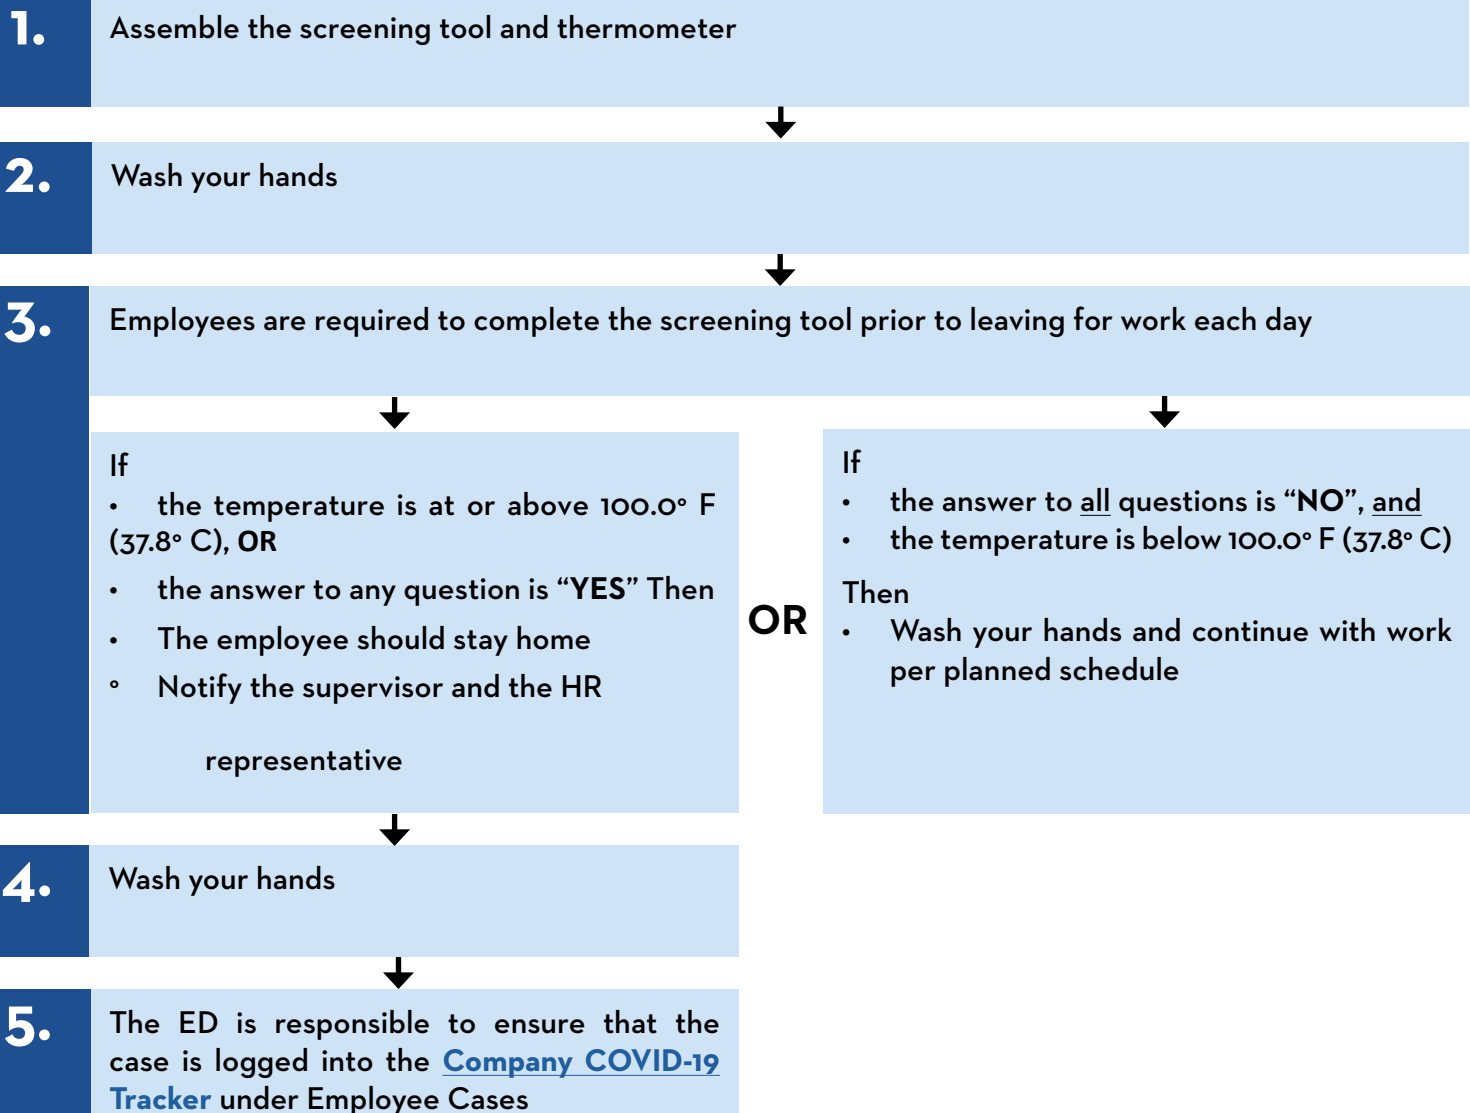 1.
Assemble the screening tool and thermometer
2.
Wash your hands
3.
Employees are required to complete the screening tool prior to leaving for work each day
If
• the temperature is at or above 100.0° F
(37.8° C), OR
• the answer to any question is “YES” Then
• The employee should stay home
° Notify the supervisor and the HR
representative
OR
If
• the answer to all questions is “NO”, and
• the temperature is below 100.0° F (37.8° C)
Then
• Wash your hands and continue with work
per planned schedule
4.
Wash your hands
5.
The ED is responsible to ensure that the
case is logged into the Company COVID-19
Tracker under Employee Cases